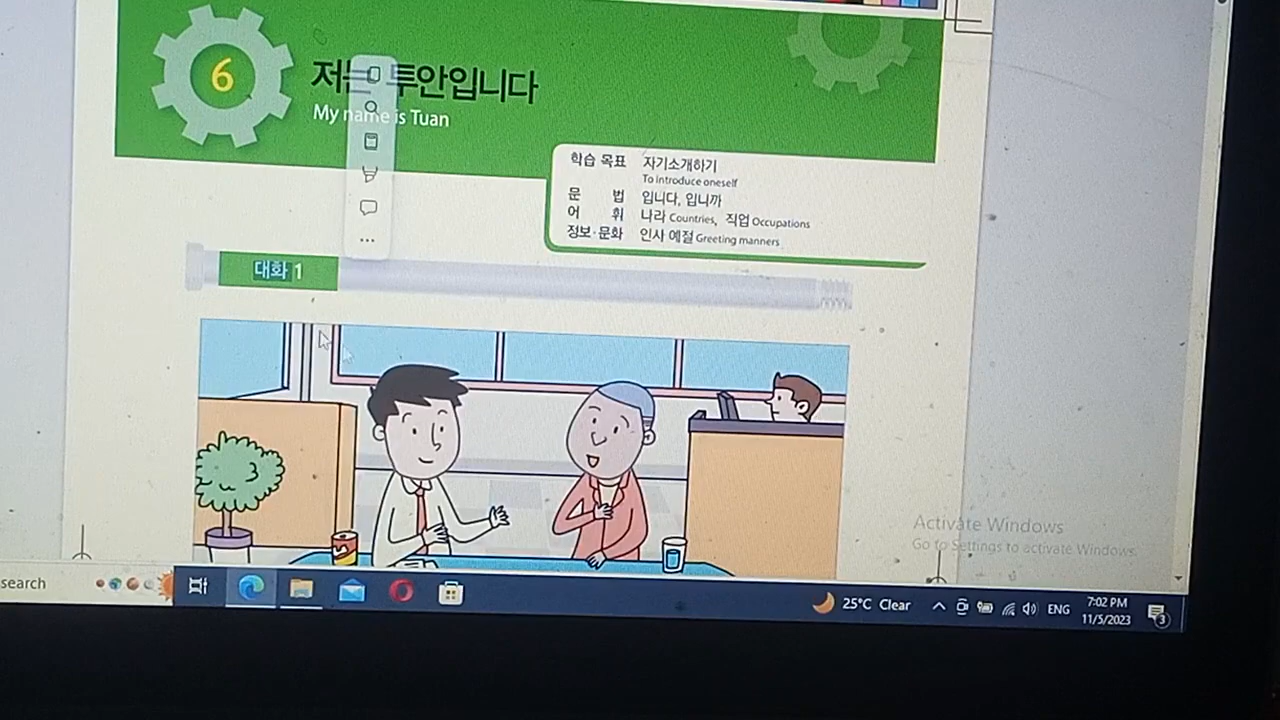 6
저는 투안입니다
My name is Tuan
학습 목표 자기소개하기
To introduce oneself
문 법 입니다, 입니까
어 휘 나라 Countries, 직업 Occupations
정보·문화 인사 예절 Greeting manners
대화 1
Activate Windows
Go to Settings to activate Windows.
search
25°C Clear
ENG
7:02 PM
11/5/2023
3